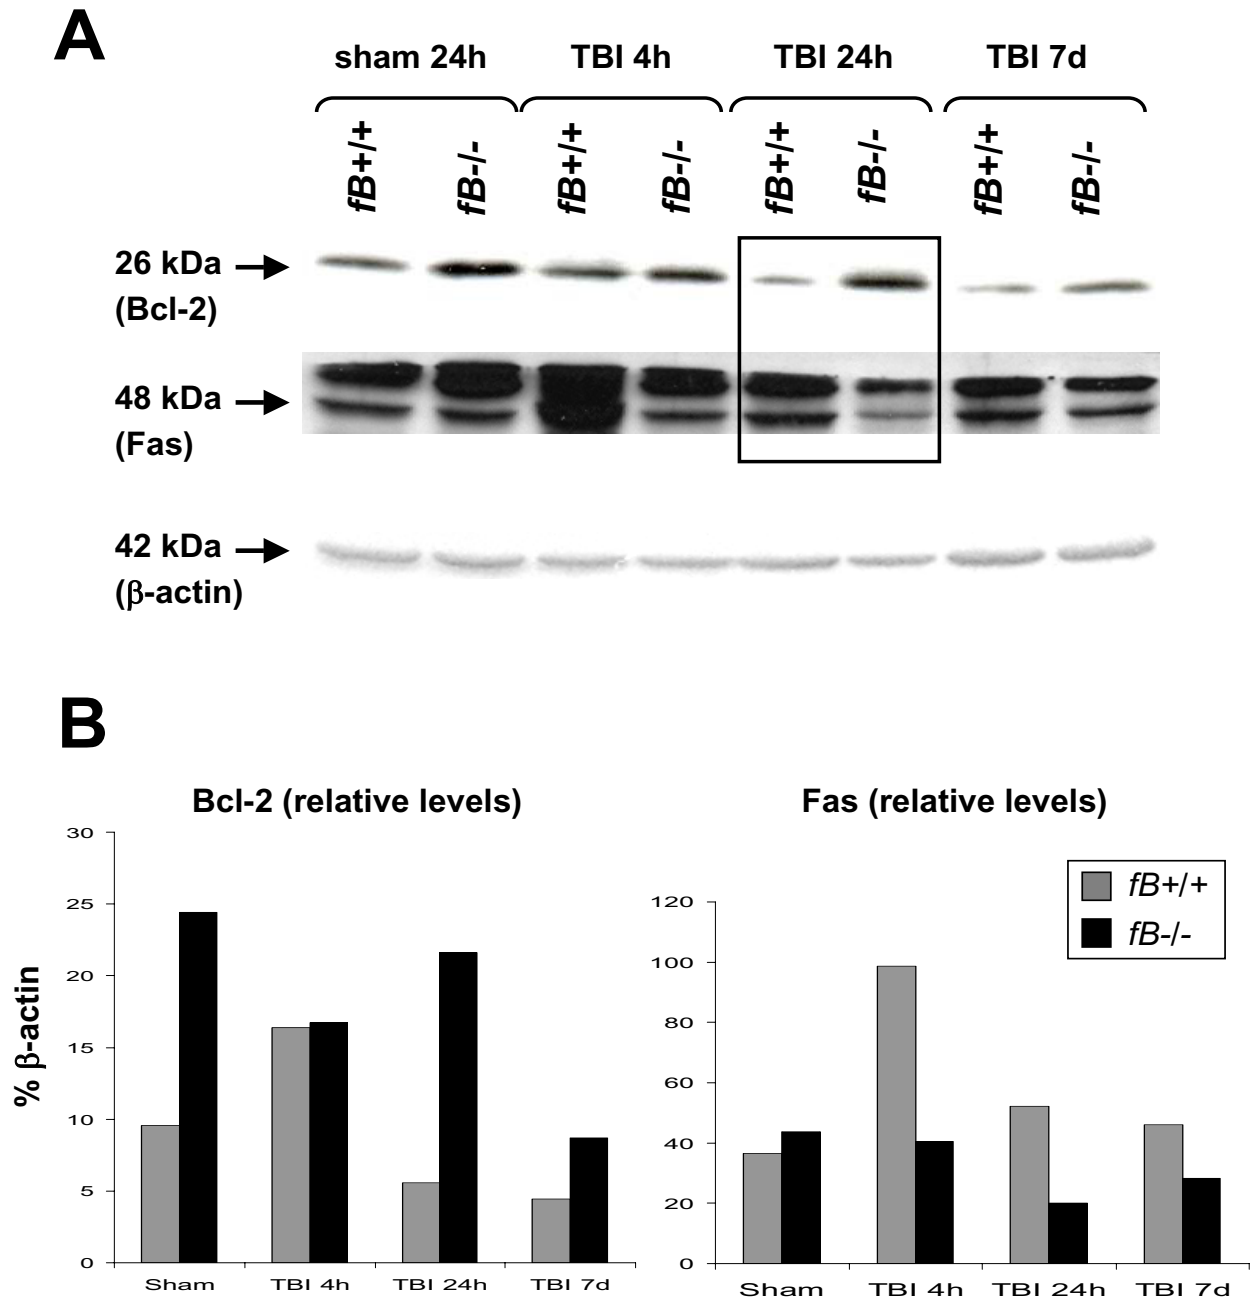 A
sham 24h TBI 4h TBI 24h TBI 7d
fB+/+ fB-/- fB+/+ fB-/- fB+/+ fB-/- fB+/+ fB-/-
26 kDa
(Bcl-2)
48 kDa
(Fas)
42 kDa
(β-actin)
B
Bcl-2 (relative levels)
% β-actin
30
25
20
15
10
5
0
Sham TBI 4h TBI 24h TBI 7d
Fas (relative levels)
fB+/+
fB-/-
120
100
80
60
40
20
0
Sham TBI 4h TBI 24h TBI 7d